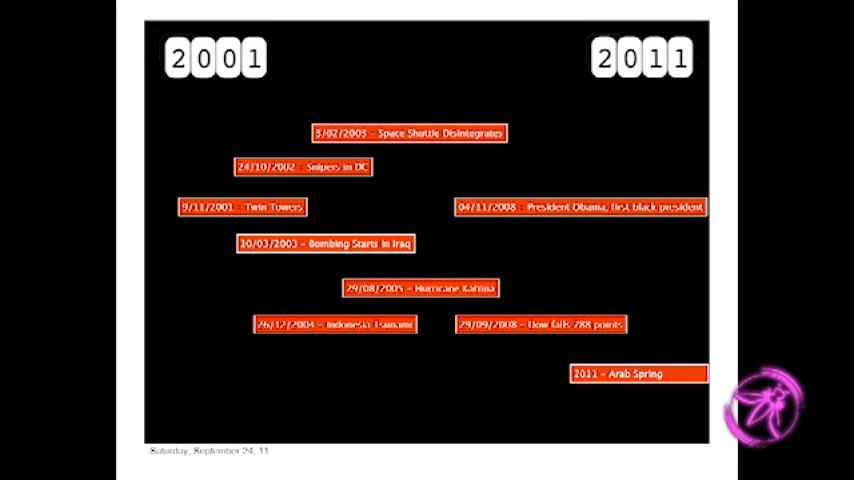 2001
2011
3/02/2003 - Space Shuttle Disintegrates
24/10/2002 - Snipers in DC
9/11/2001 - Twin Towers
04/11/2008 - President Obama, first black president
10/03/2003 - Bombing Starts in Iraq
29/08/2005 - Hurricane Katrina
26/12/2004 - Indonesia Tsunami
29/09/2008 - Dow falls 788 points
2011 - Arab Spring
Saturday, September 24, 11